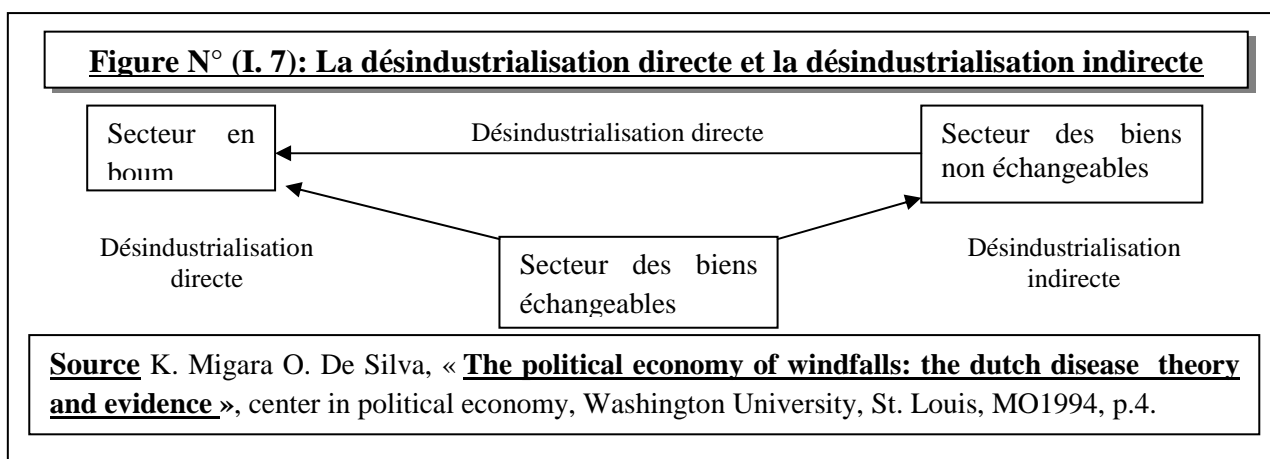 Figure N° (I. 7): La désindustrialisation directe et la désindustrialisation indirecte
Secteur en
boum
Désindustrialisation directe
Secteur des biens
non échangeables
Désindustrialisation
directe
Secteur des biens
échangeables
Désindustrialisation
indirecte
Source K. Migara O. De Silva, « The political economy of windfalls: the dutch disease theory
and evidence », center in political economy, Washington University, St. Louis, MO1994, p.4.